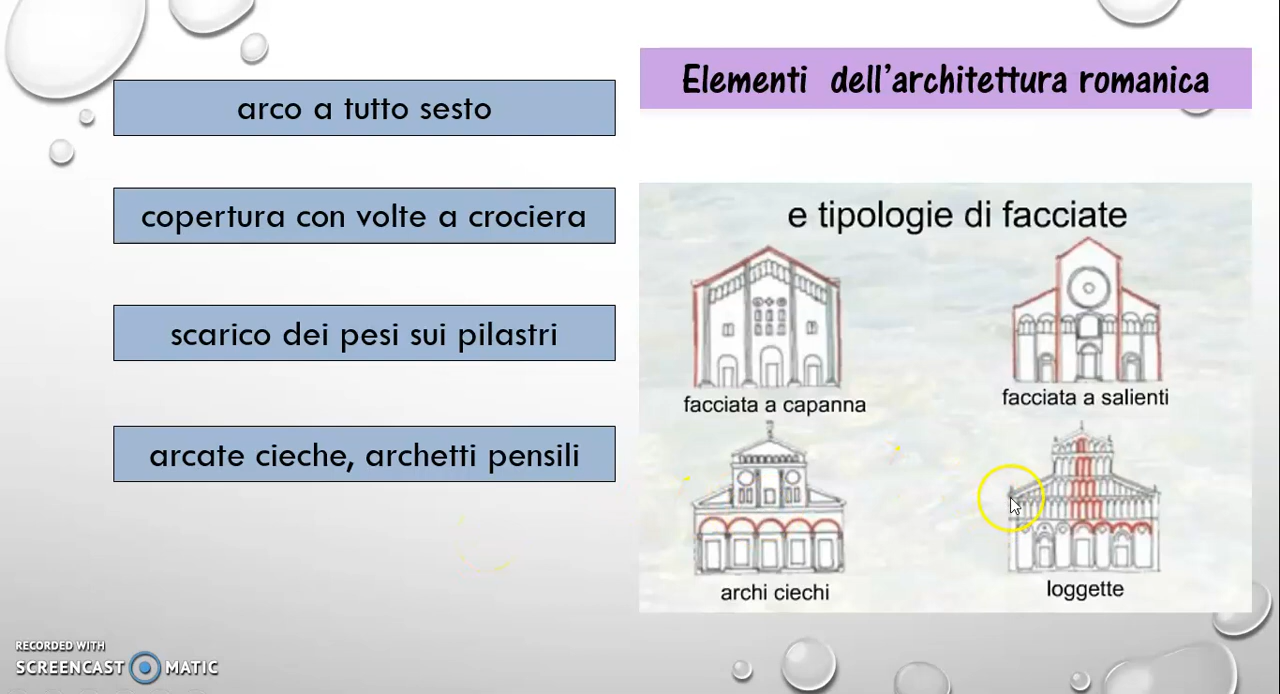 Elementi dell'architettura romanica
arco a tutto sesto
copertura con volte a crociera
scarico dei pesi sui pilastri
arcate cieche, archetti pensili
e tipologie di facciate
facciata a capanna
facciata a salienti
archi ciechi
loggette
RECORDED WITH
SCREENCAST MATIC